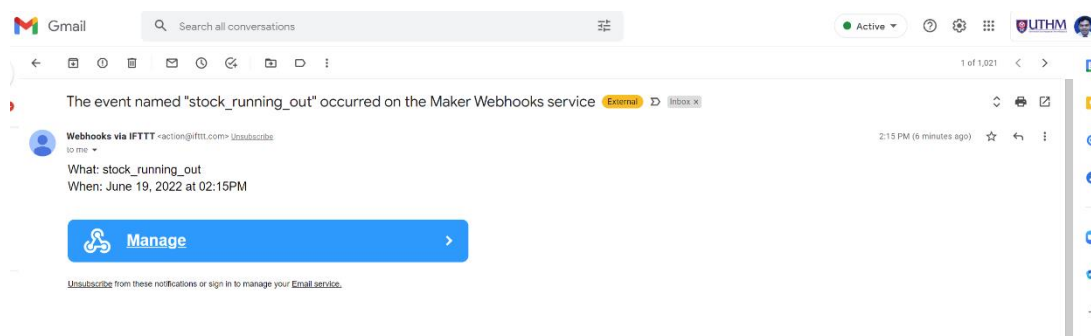 Gmail
Search all conversations
Active
UTHM
1 of 1,021
The event named "stock_running_out" occurred on the Maker Webhooks service External Inbox x
Webhooks via IFTTT <action@ifttt.com> Unsubscribe
to me
2:15 PM (6 minutes ago)
What: stock_running_out
When: June 19, 2022 at 02:15PM
Manage
Unsubscribe from these notifications or sign in to manage your Email service.